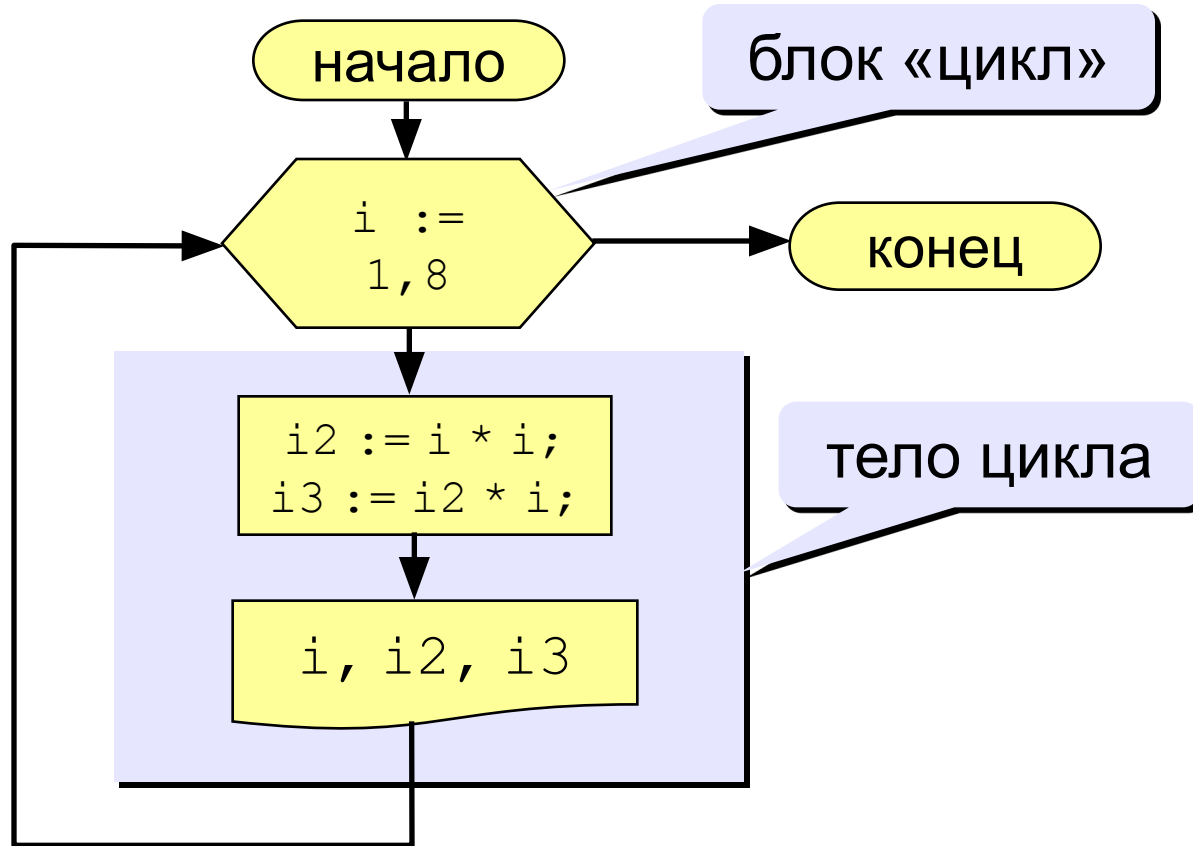 начало
блок «цикл»
i :=
1,8
конец
i2 := i * i;
i3 := i2 * i;
тело цикла
i, i2, i3